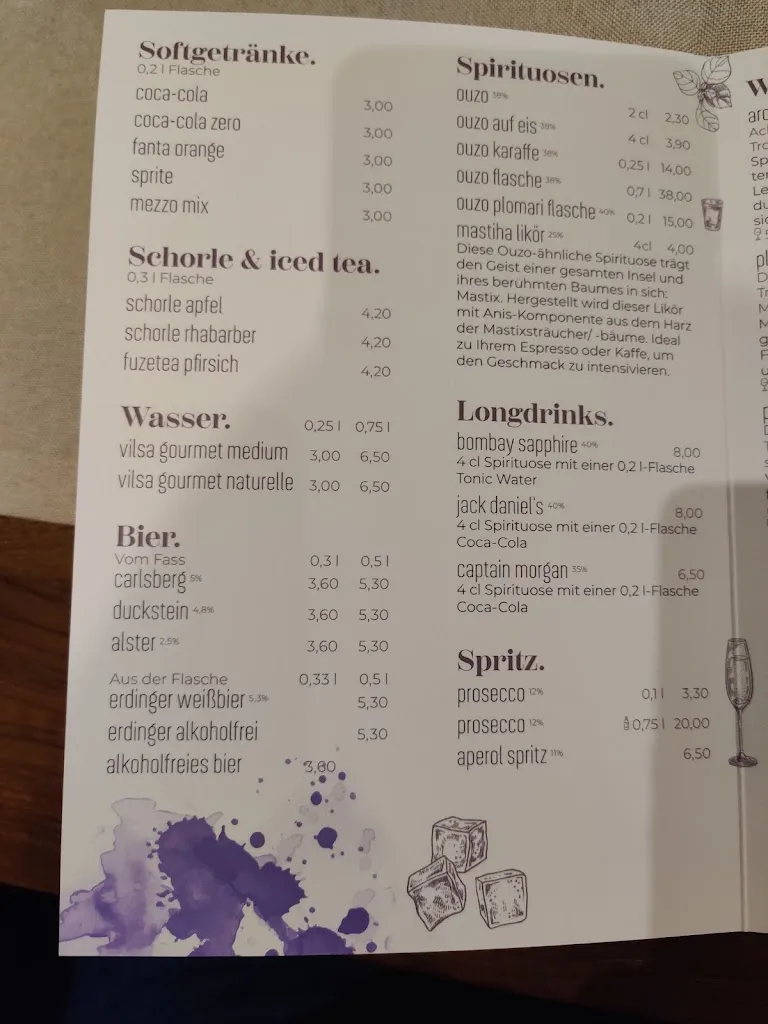 Softgetränke.
0,2 l Flasche
coca-cola 3,00
coca-cola zero 3,00
fanta orange 3,00
sprite 3,00
mezzo mix 3,00
Schorle & iced tea.
0,3 l Flasche
schorle apfel 4,20
schorle rhabarber 4,20
fuzetea pfirsich 4,20
Wasser. 0,25 l 0,75 l
vilsa gourmet medium 3,00 6,50
vilsa gourmet naturelle 3,00 6,50
Bier.
Vom Fass 0,3 l 0,5 l
carlsberg 5% 3,60 5,30
duckstein 4,8% 3,60 5,30
alster 2,5% 3,60 5,30
Aus der Flasche 0,33 l 0,5 l
erdinger weißbier 5,3% 5,30
erdinger alkoholfrei 5,30
alkoholfreies bier 3,60
Spirituosen.
ouzo 38% 2 cl 2,30
ouzo auf eis 38% 4 cl 3,90
ouzo karaffe 38% 0,25 l 14,00
ouzo flasche 38% 0,7 l 38,00
ouzo plomari flasche 40% 0,2 l 15,00
mastiha likör 25% 4cl 4,00
Diese Ouzo-ähnliche Spirituose trägt
den Geist einer gesamten Insel und
ihres berühmten Baumes in sich:
Mastix. Hergestellt wird dieser Likör
mit Anis-Komponente aus dem Harz
der Mastixsträucher/ -bäume. Ideal
zu Ihrem Espresso oder Kaffe, um
den Geschmack zu intensivieren.
Longdrinks.
bombay sapphire 40% 8,00
4 cl Spirituose mit einer 0,2 l-Flasche
Tonic Water
jack daniel's 40% 8,00
4 cl Spirituose mit einer 0,2 l-Flasche
Coca-Cola
captain morgan 35% 6,50
4 cl Spirituose mit einer 0,2 l-Flasche
Coca-Cola
Spritz.
prosecco 12% 0,1 l 3,30
prosecco 12% 0,75 l 20,00
aperol spritz 11% 6,50